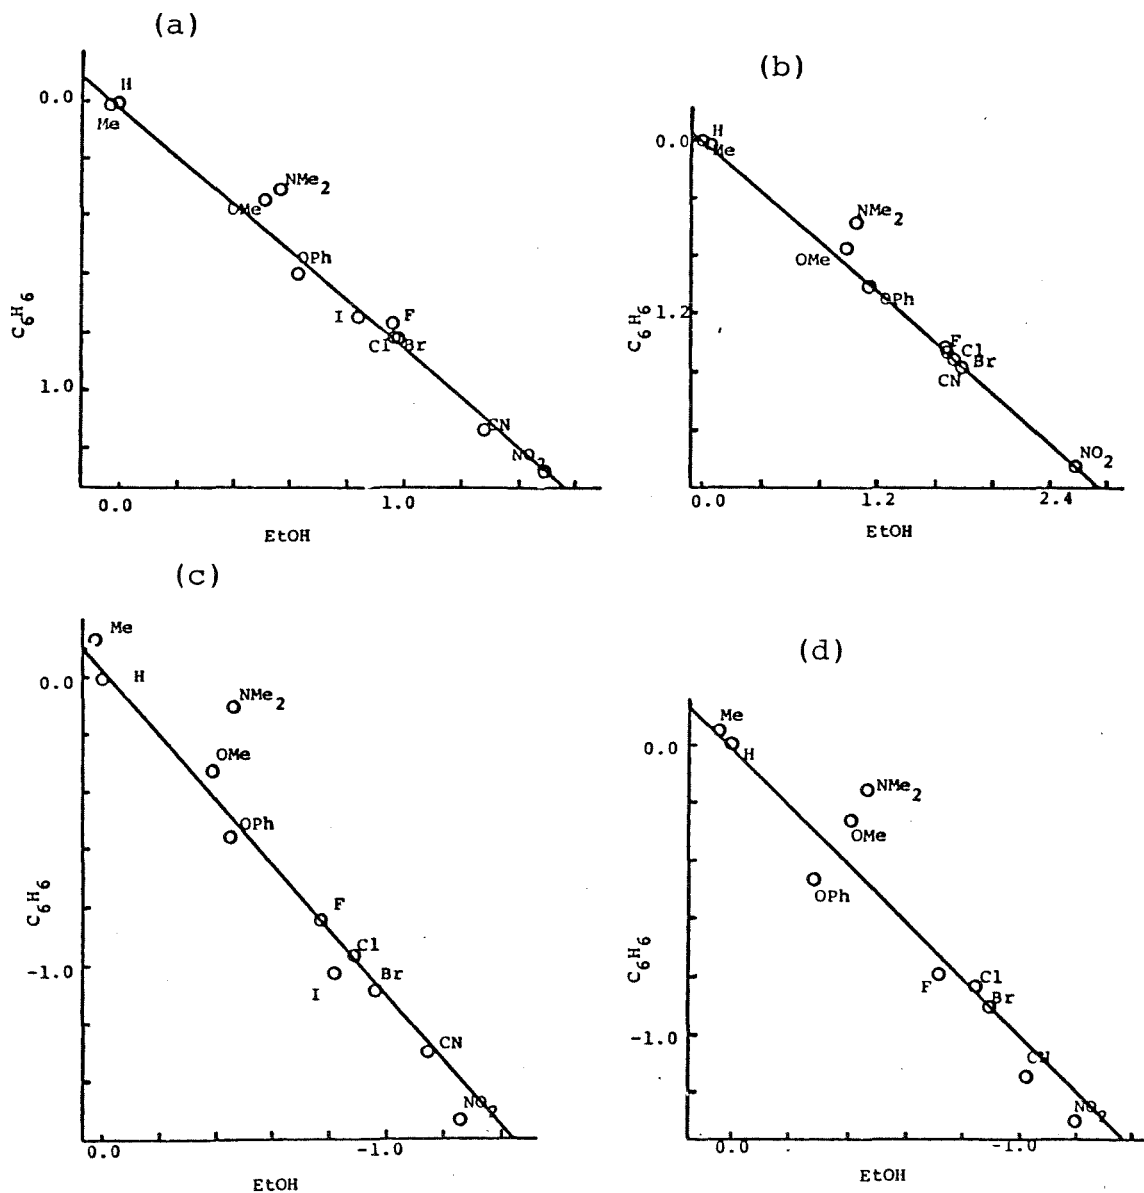 (a)
H
0.0
Me
NMe2
OMe
OPh
I
F
Cl
Br
C6H6
1.0
CN
NO2
0.0
1.0
EtOH
(b)
0.0
H
Me
NMe2
OMe
OPh
1.2
C6H6
F
Cl
Br
CN
NO2
0.0
1.2
2.4
EtOH
(c)
Me
0.0
H
NMe2
OMe
OPh
C6H6
F
Cl
-1.0
Br
I
CN
NO2
0.0
-1.0
EtOH
(d)
Me
0.0
H
NMe2
OMe
OPh
C6H6
F
Cl
Br
-1.0
CN
NO2
0.0
-1.0
EtOH